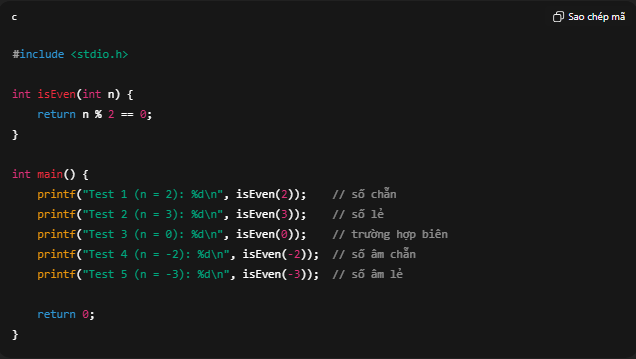 c
Sao chép mã
#include <stdio.h>
int isEven(int n) {
    return n % 2 == 0;
}
int main() {
    printf("Test 1 (n = 2): %d\n", isEven(2));    // số chẵn
    printf("Test 2 (n = 3): %d\n", isEven(3));    // số lẻ
    printf("Test 3 (n = 0): %d\n", isEven(0));    // trường hợp biên
    printf("Test 4 (n = -2): %d\n", isEven(-2));  // số âm chẵn
    printf("Test 5 (n = -3): %d\n", isEven(-3));  // số âm lẻ
    return 0;
}